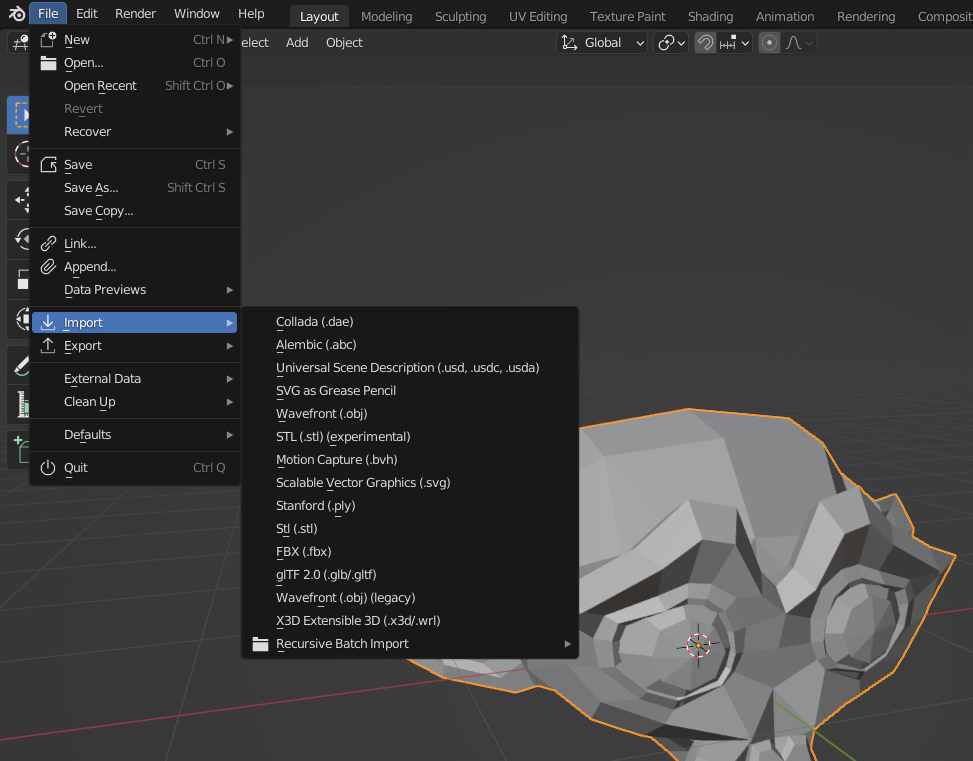 File Edit Render Window Help Layout Modeling Sculpting UV Editing Texture Paint Shading Animation Rendering Composit
elect Add Object Global
New Ctrl N
Open... Ctrl O
Open Recent Shift Ctrl O
Revert
Recover
Save Ctrl S
Save As... Shift Ctrl S
Save Copy...
Link...
Append...
Data Previews
Import
Export
External Data
Clean Up
Defaults
Quit Ctrl Q
Collada (.dae)
Alembic (.abc)
Universal Scene Description (.usd, .usdc, .usda)
SVG as Grease Pencil
Wavefront (.obj)
STL (.stl) (experimental)
Motion Capture (.bvh)
Scalable Vector Graphics (.svg)
Stanford (.ply)
Stl (.stl)
FBX (.fbx)
glTF 2.0 (.glb/.gltf)
Wavefront (.obj) (legacy)
X3D Extensible 3D (.x3d/.wrl)
Recursive Batch Import